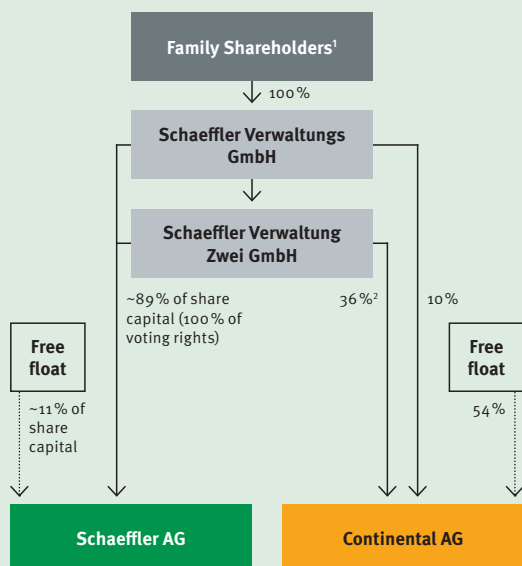 Family Shareholders¹
100 %
Schaeffler Verwaltungs
GmbH
Schaeffler Verwaltung
Zwei GmbH
~89 % of share
capital (100 % of
voting rights)
36 %²
10 %
Free
float
Free
float
~11 % of
share
capital
54 %
Schaeffler AG
Continental AG